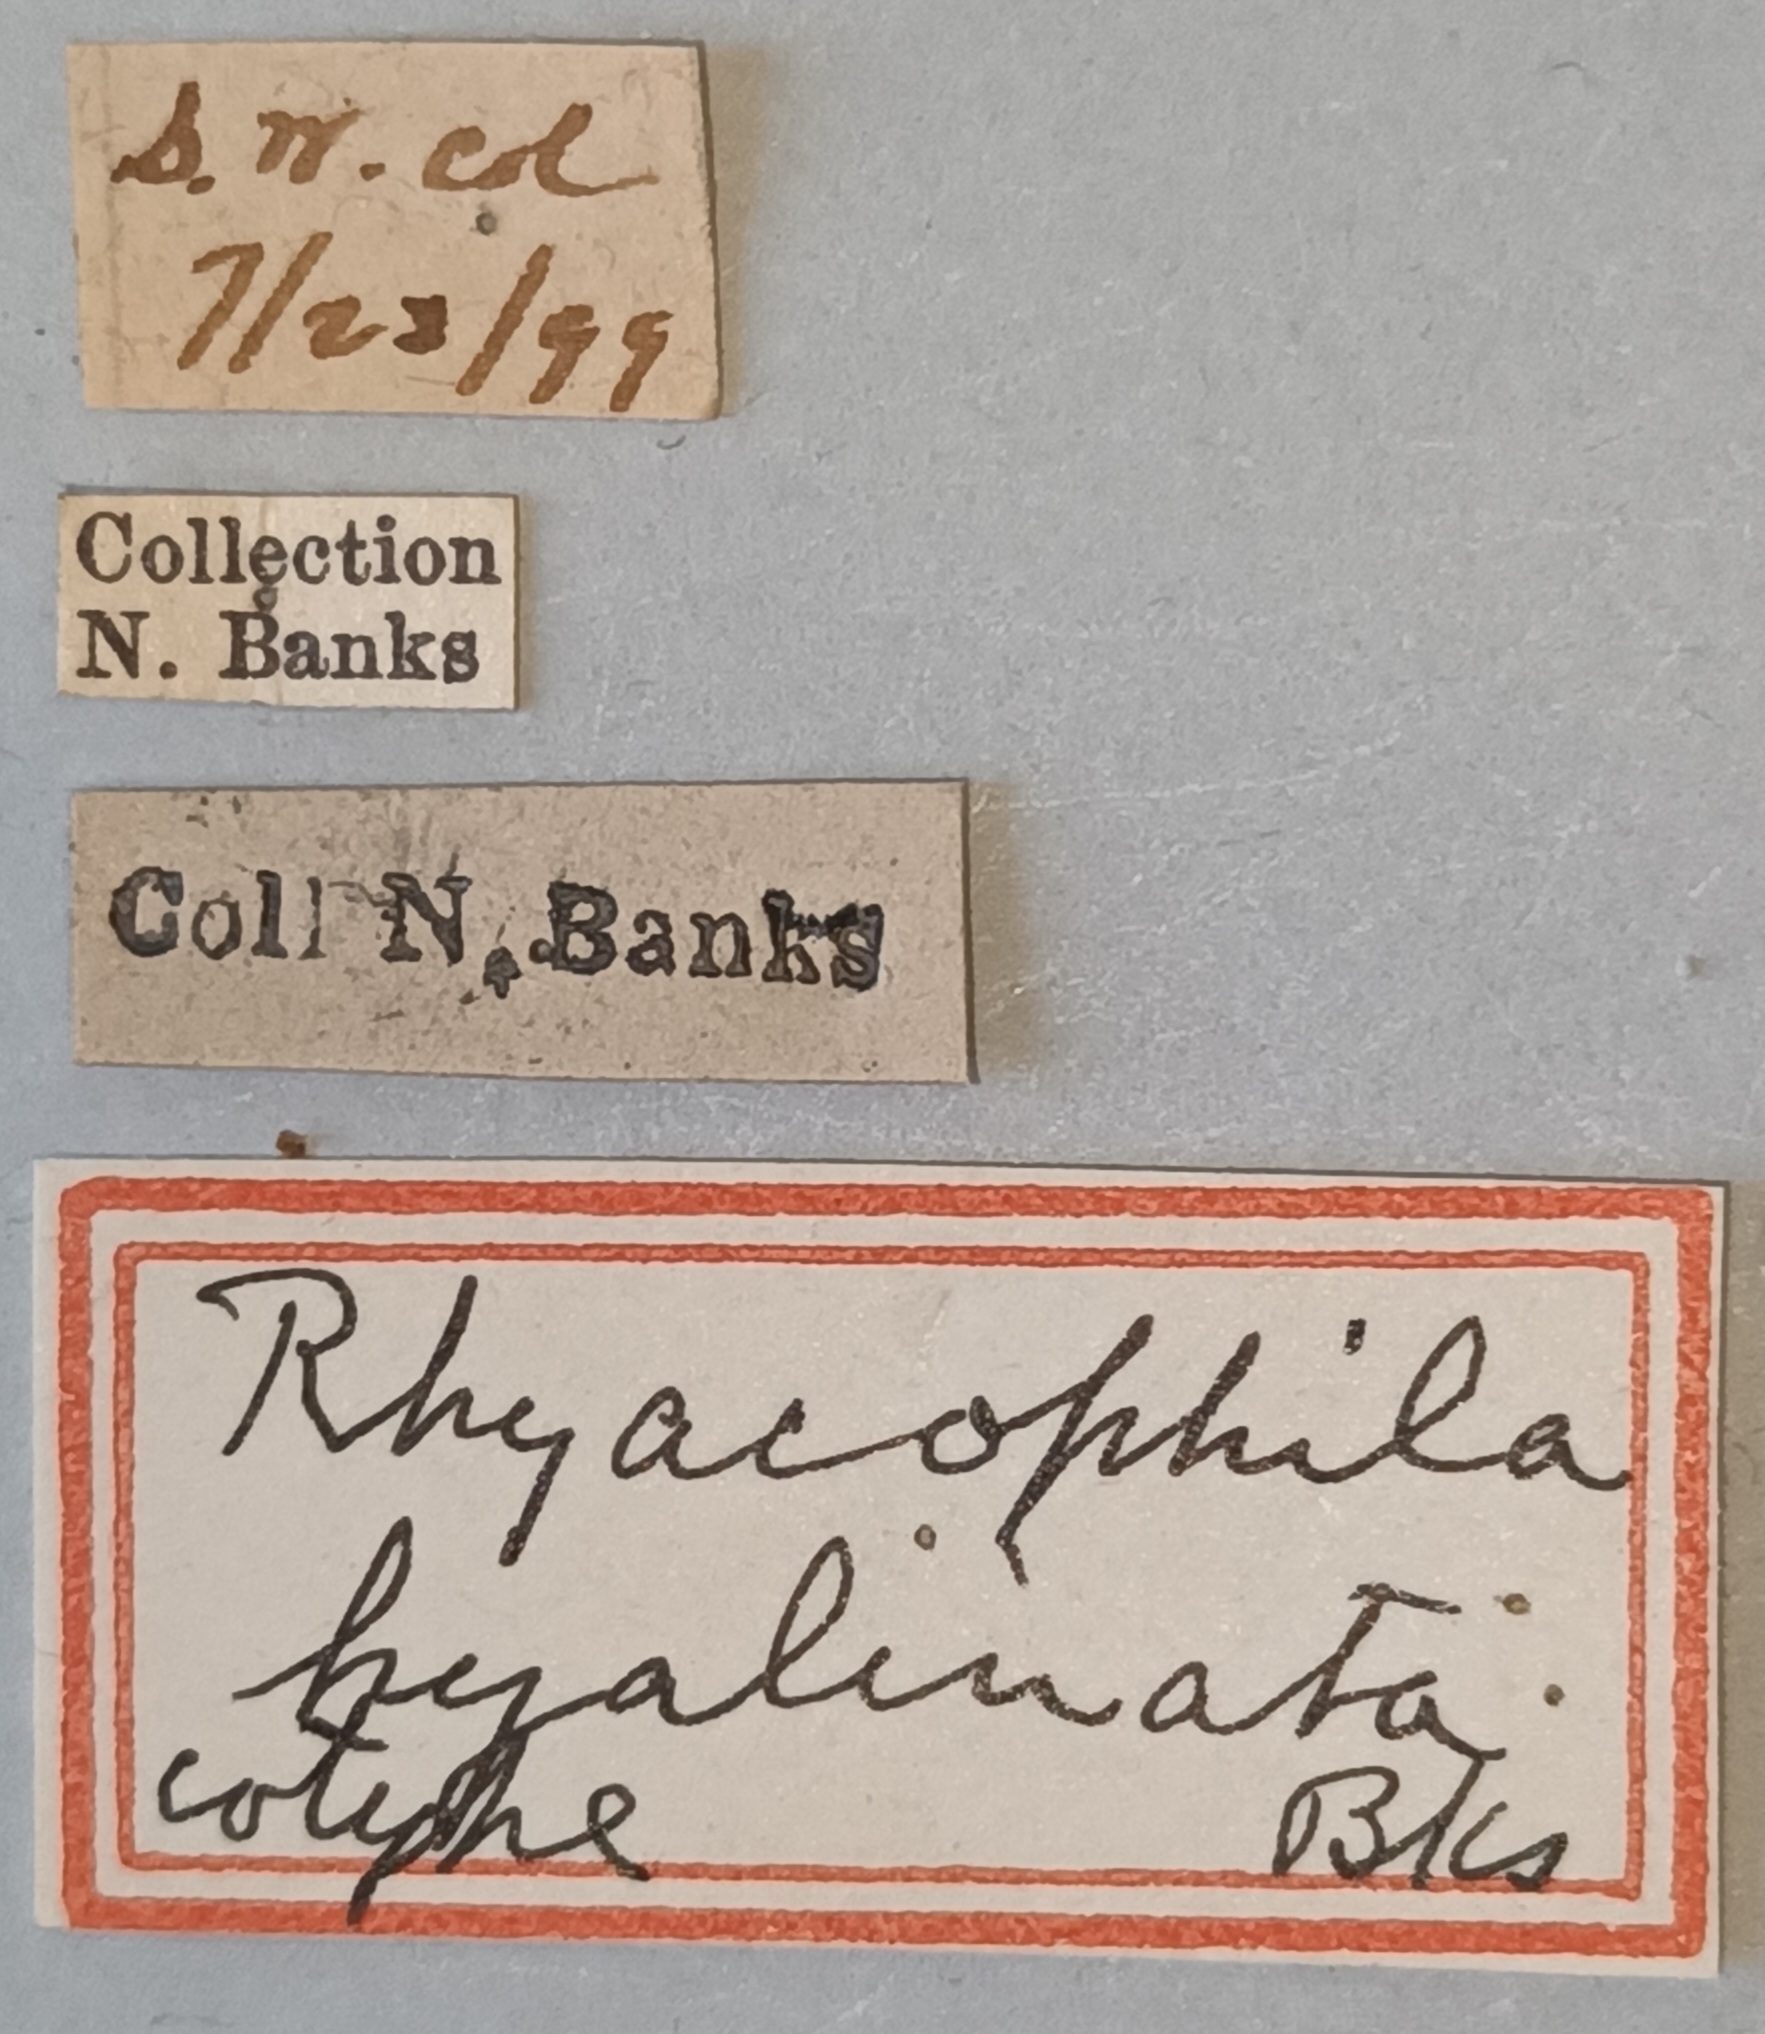 S. W. Col
7/23/99
Collection
N. Banks
Coll N. Banks
Rhyacophila
hyalinata
cotype Bks